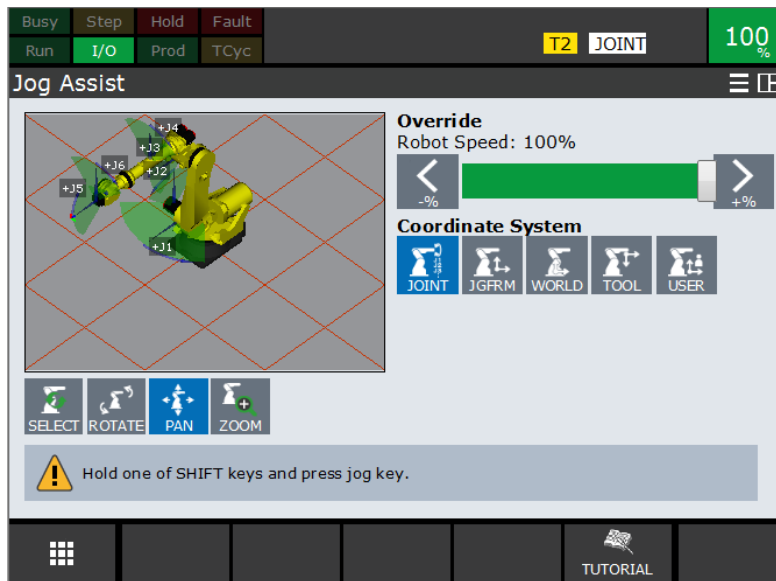 Busy Step Hold Fault
Run I/O Prod TCyc
T2 JOINT
100
%
Jog Assist
+J4
+J3
+J6
+J2
+J5
+J1
Override
Robot Speed: 100%
-% +%
Coordinate System
JOINT JGFRM WORLD TOOL USER
SELECT ROTATE PAN ZOOM
Hold one of SHIFT keys and press jog key.
TUTORIAL